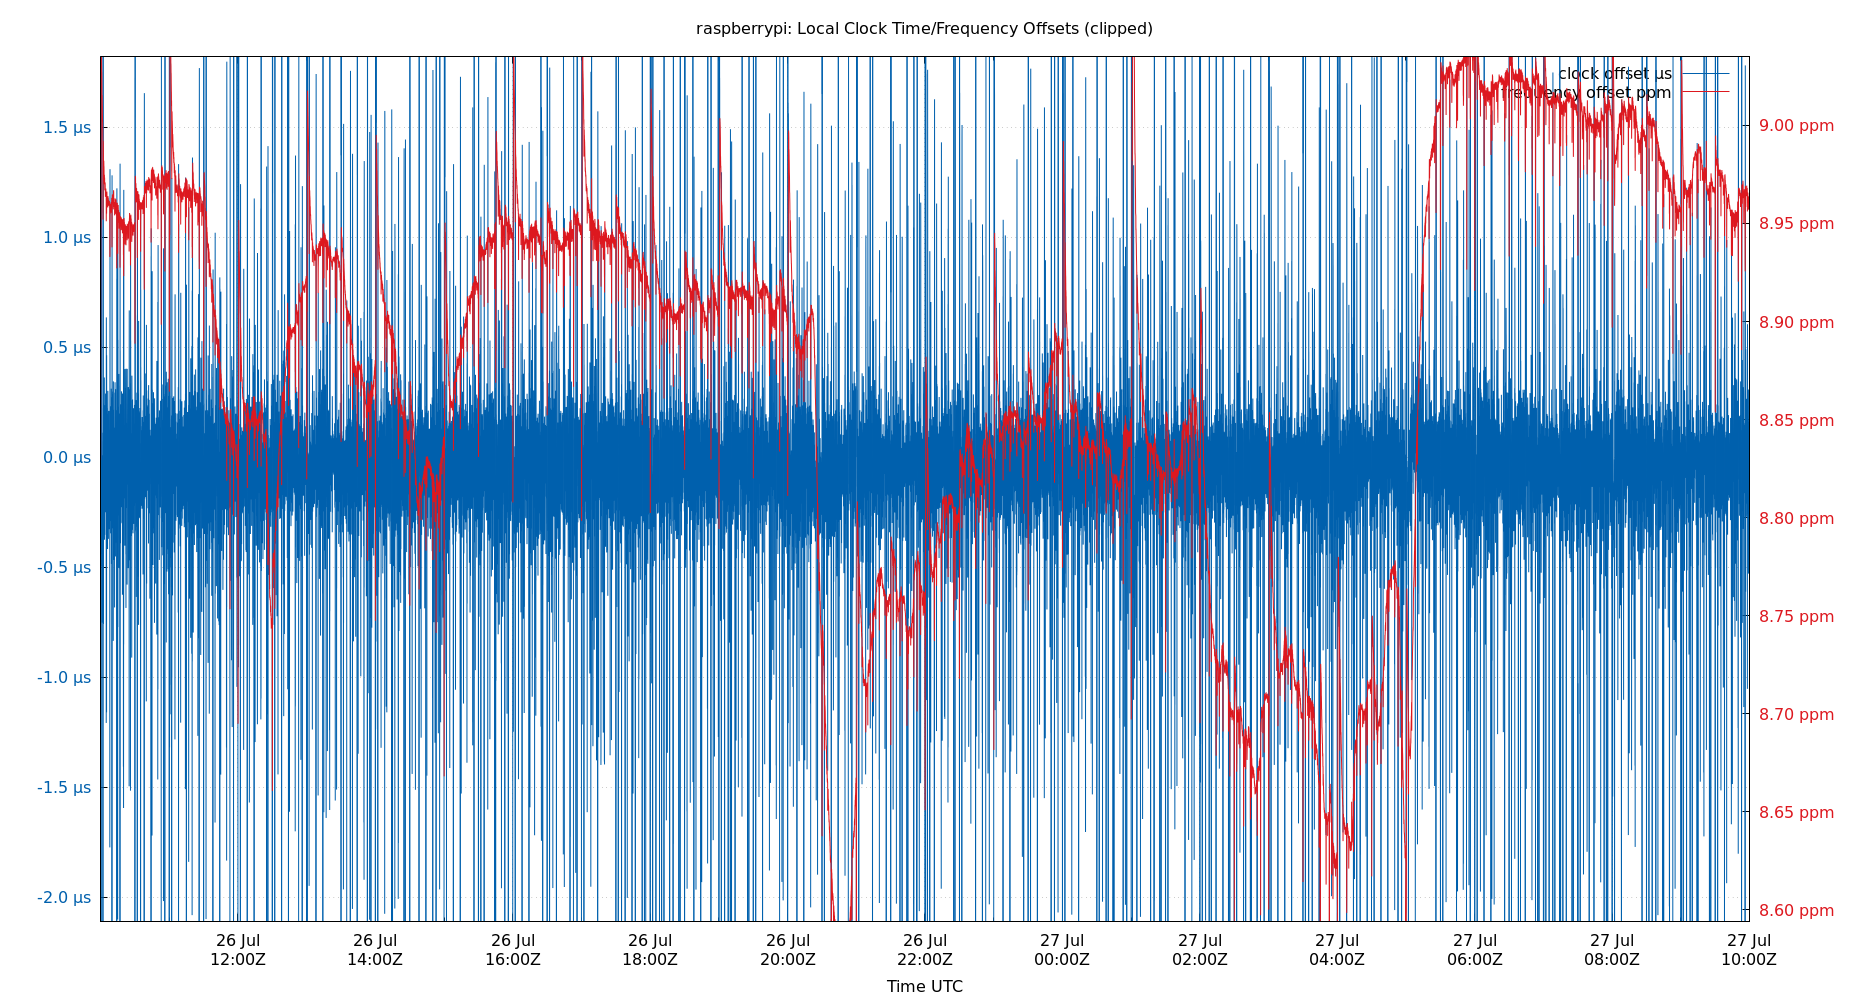 raspberrypi: Local Clock Time/Frequency Offsets (clipped)
clock offset µs
frequency offset ppm
1.5 µs
1.0 µs
0.5 µs
0.0 µs
-0.5 µs
-1.0 µs
-1.5 µs
-2.0 µs
9.00 ppm
8.95 ppm
8.90 ppm
8.85 ppm
8.80 ppm
8.75 ppm
8.70 ppm
8.65 ppm
8.60 ppm
26 Jul 26 Jul 26 Jul 26 Jul 26 Jul 26 Jul 27 Jul 27 Jul 27 Jul 27 Jul 27 Jul 27 Jul
12:00Z 14:00Z 16:00Z 18:00Z 20:00Z 22:00Z 00:00Z 02:00Z 04:00Z 06:00Z 08:00Z 10:00Z
Time UTC